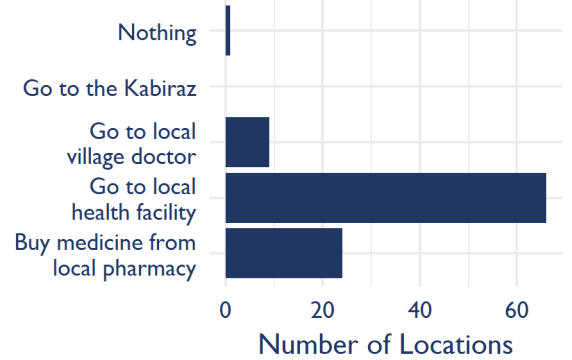 Nothing
Go to the Kabiraz
Go to local
village doctor
Go to local
health facility
Buy medicine from
local pharmacy
0 20 40 60
Number of Locations